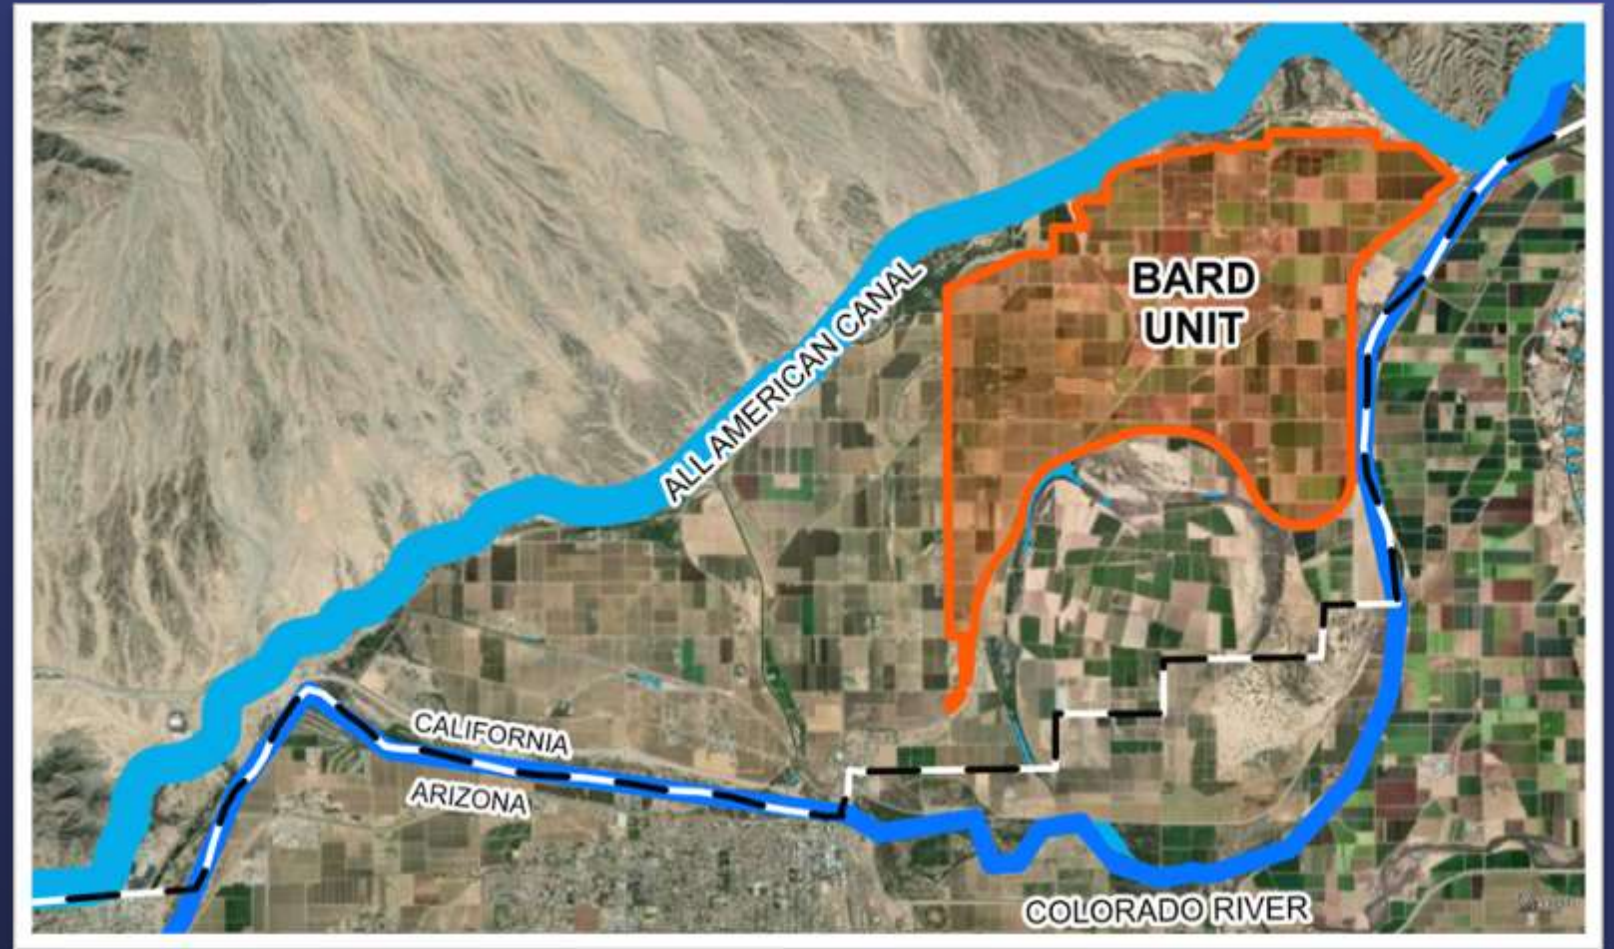 BARD
UNIT
ALL AMERICAN CANAL
CALIFORNIA
ARIZONA
COLORADO RIVER